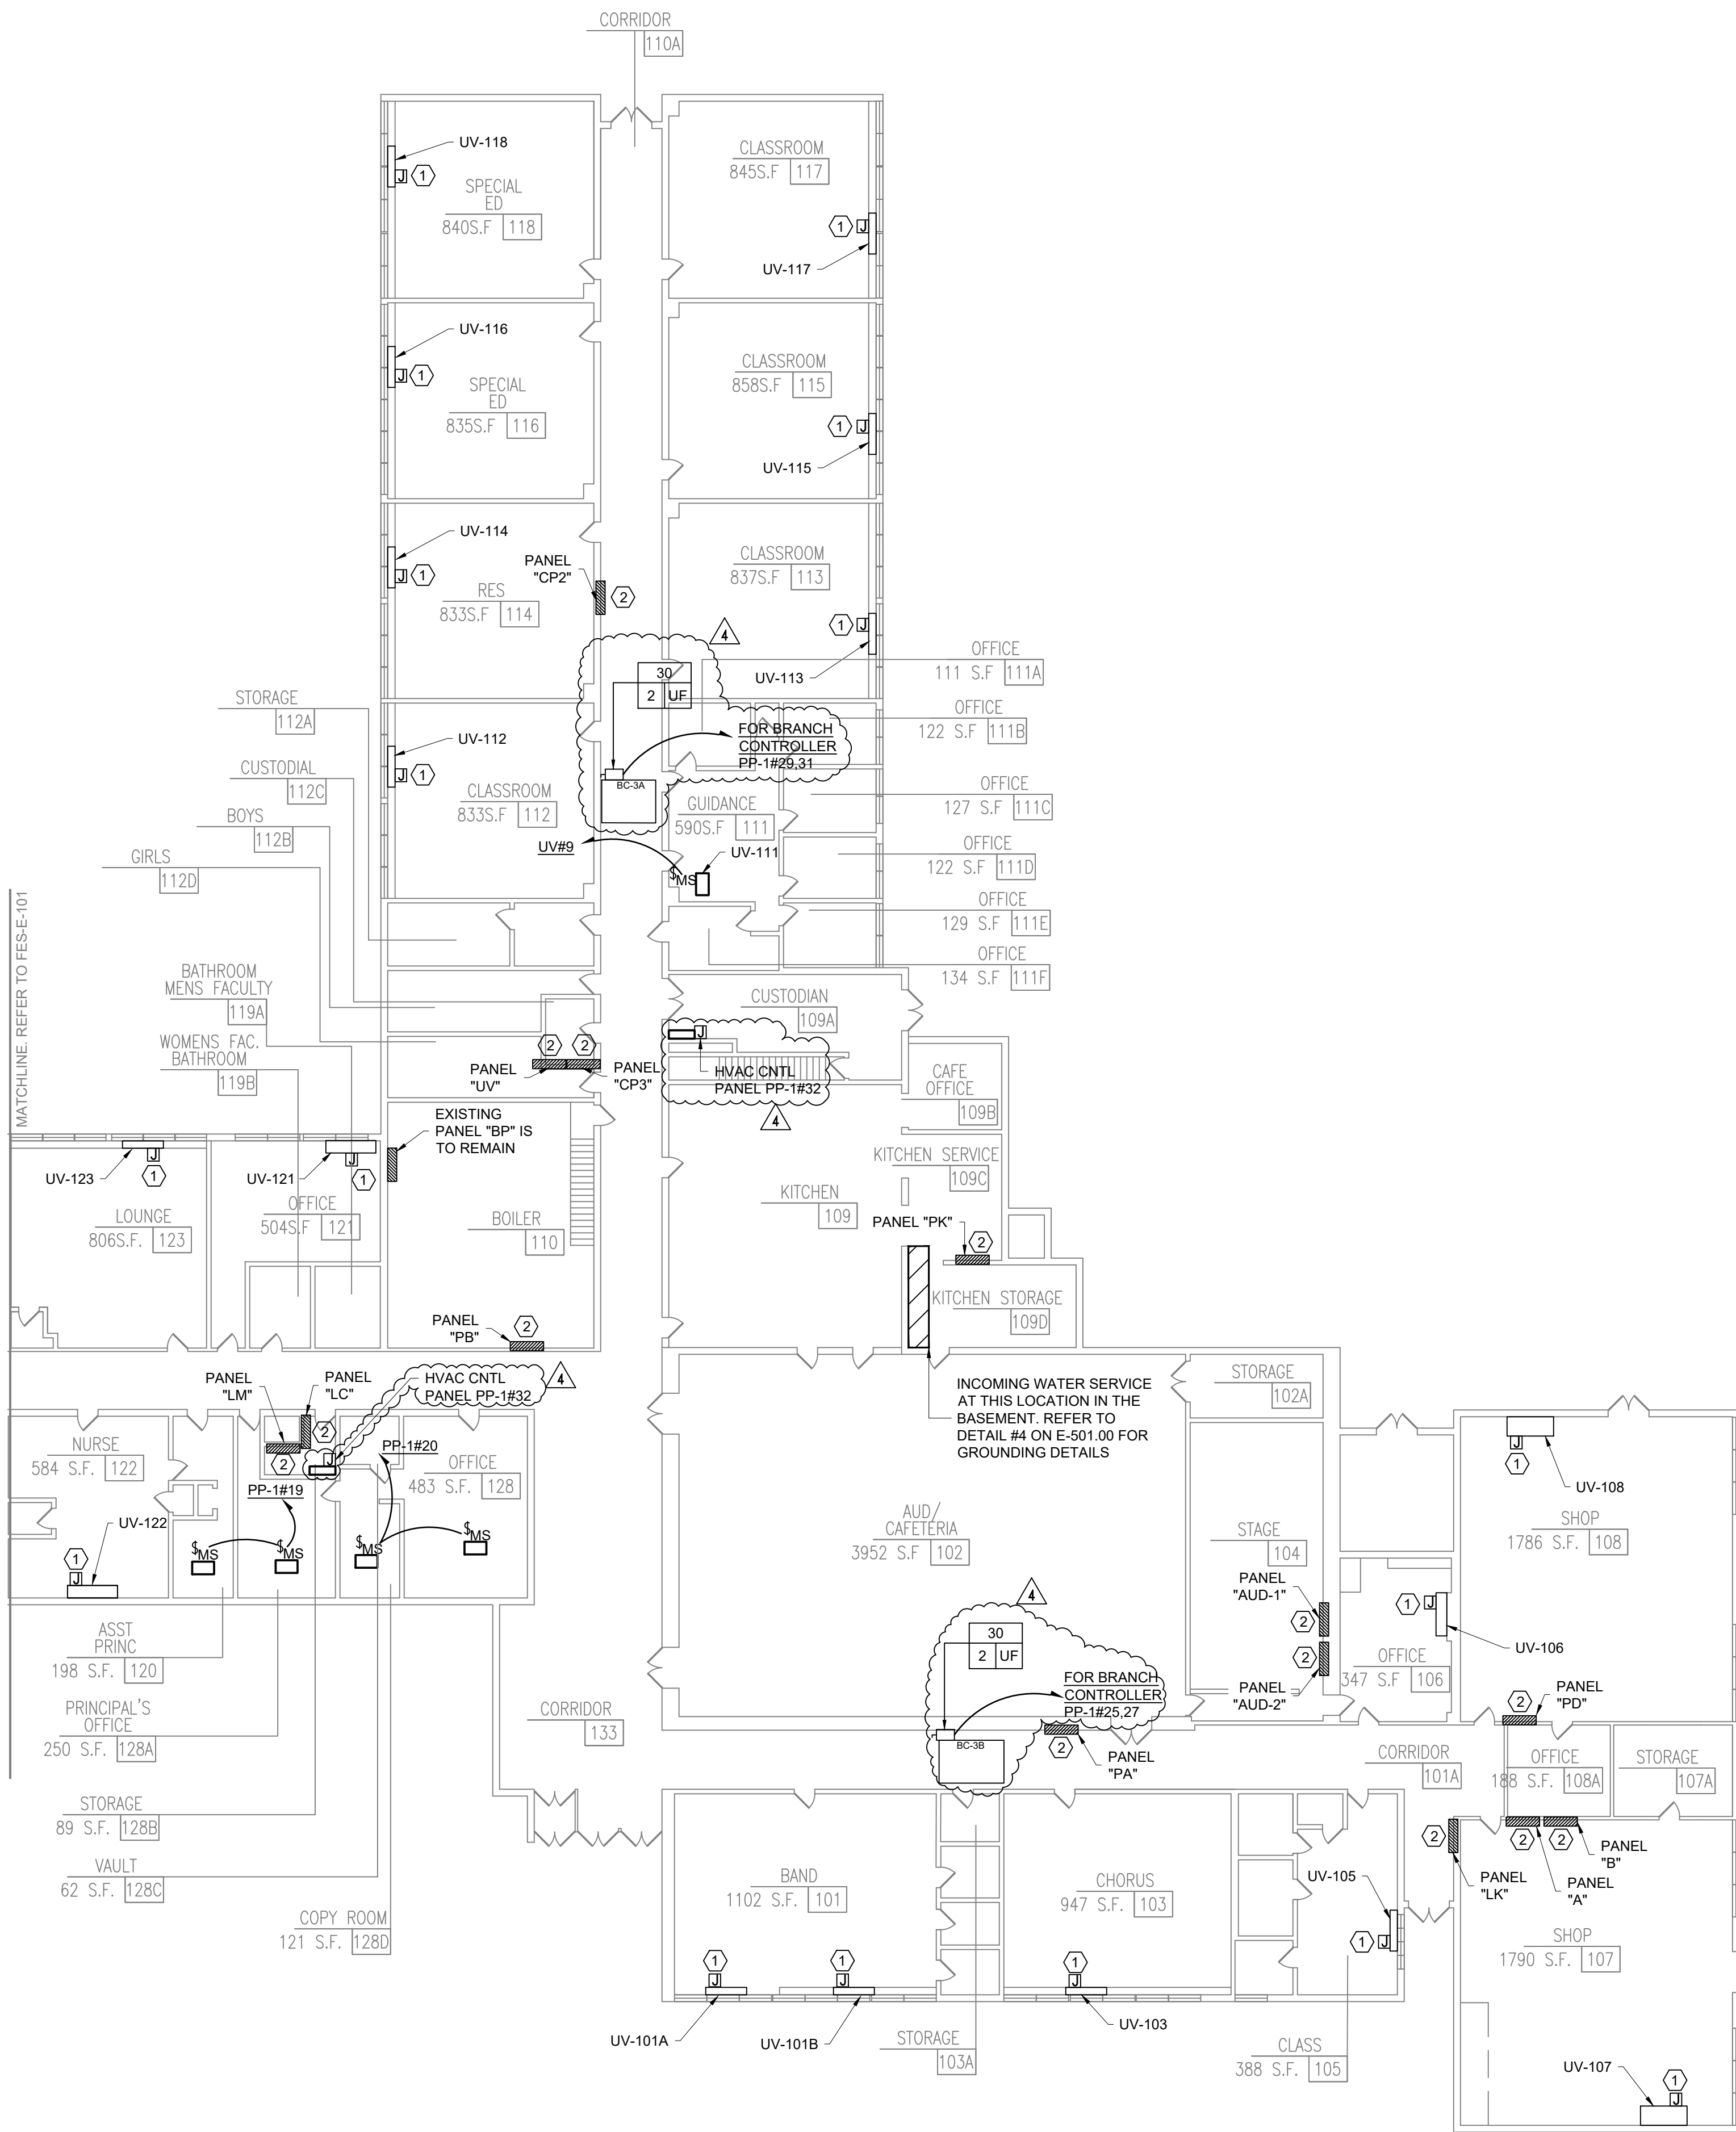 CORRIDOR
110A
UV-118
J 1
SPECIAL
ED
840S.F 118
CLASSROOM
845S.F 117
1 J
UV-117
UV-116
J 1
SPECIAL
ED
835S.F 116
CLASSROOM
858S.F 115
1 J
UV-115
UV-114
J 1
RES
833S.F 114
PANEL
"CP2"
2
CLASSROOM
837S.F 113
1 J
UV-113
4
30
2 UF
FOR BRANCH
CONTROLLER
PP-1#29,31
BC-3A
OFFICE
111 S.F 111A
OFFICE
122 S.F 111B
OFFICE
127 S.F 111C
OFFICE
122 S.F 111D
OFFICE
129 S.F 111E
OFFICE
134 S.F 111F
STORAGE
112A
CUSTODIAL
112C
BOYS
112B
GIRLS
112D
UV-112
J 1
CLASSROOM
833S.F 112
GUIDANCE
590S.F 111
UV#9
UV-111
$MS
MATCHLINE. REFER TO FES-E-101
BATHROOM
MENS FACULTY
119A
WOMENS FAC.
BATHROOM
119B
CUSTODIAN
109A
J
HVAC CNTL
PANEL PP-1#32
4
2 2
PANEL
"UV"
PANEL
"CP3"
CAFE
OFFICE
109B
EXISTING
PANEL "BP" IS
TO REMAIN
UV-123
J
1
UV-121
J
1
LOUNGE
806S.F. 123
OFFICE
504S.F 121
BOILER
110
KITCHEN SERVICE
109C
KITCHEN
109
PANEL "PK"
2
KITCHEN STORAGE
109D
PANEL
"PB"
2
PANEL
"LM"
PANEL
"LC"
2
2
HVAC CNTL
PANEL PP-1#32
4
J
INCOMING WATER SERVICE
AT THIS LOCATION IN THE
BASEMENT. REFER TO
DETAIL #4 ON E-501.00 FOR
GROUNDING DETAILS
STORAGE
102A
NURSE
584 S.F. 122
PP-1#19
PP-1#20
OFFICE
483 S.F. 128
UV-122
1
J
$MS
$MS
$MS
$MS
AUD/
CAFETERIA
3952 S.F 102
STAGE
104
J
1
UV-108
SHOP
1786 S.F. 108
PANEL
"AUD-1"
2
2
PANEL
"AUD-2"
1 J
UV-106
OFFICE
347 S.F 106
PANEL
"PD"
2
ASST
PRINC
198 S.F. 120
PRINCIPAL'S
OFFICE
250 S.F. 128A
STORAGE
89 S.F. 128B
VAULT
62 S.F. 128C
COPY ROOM
121 S.F. 128D
CORRIDOR
133
4
30
2 UF
FOR BRANCH
CONTROLLER
PP-1#25,27
BC-3B
2
PANEL
"PA"
CORRIDOR
101A
OFFICE
188 S.F. 108A
STORAGE
107A
2
PANEL
"LK"
2 2
PANEL
"A"
PANEL
"B"
BAND
1102 S.F. 101
CHORUS
947 S.F. 103
UV-105
1 J
SHOP
1790 S.F. 107
1
J
UV-101A
1
J
UV-101B
1
J
UV-103
STORAGE
103A
CLASS
388 S.F. 105
UV-107
1
J